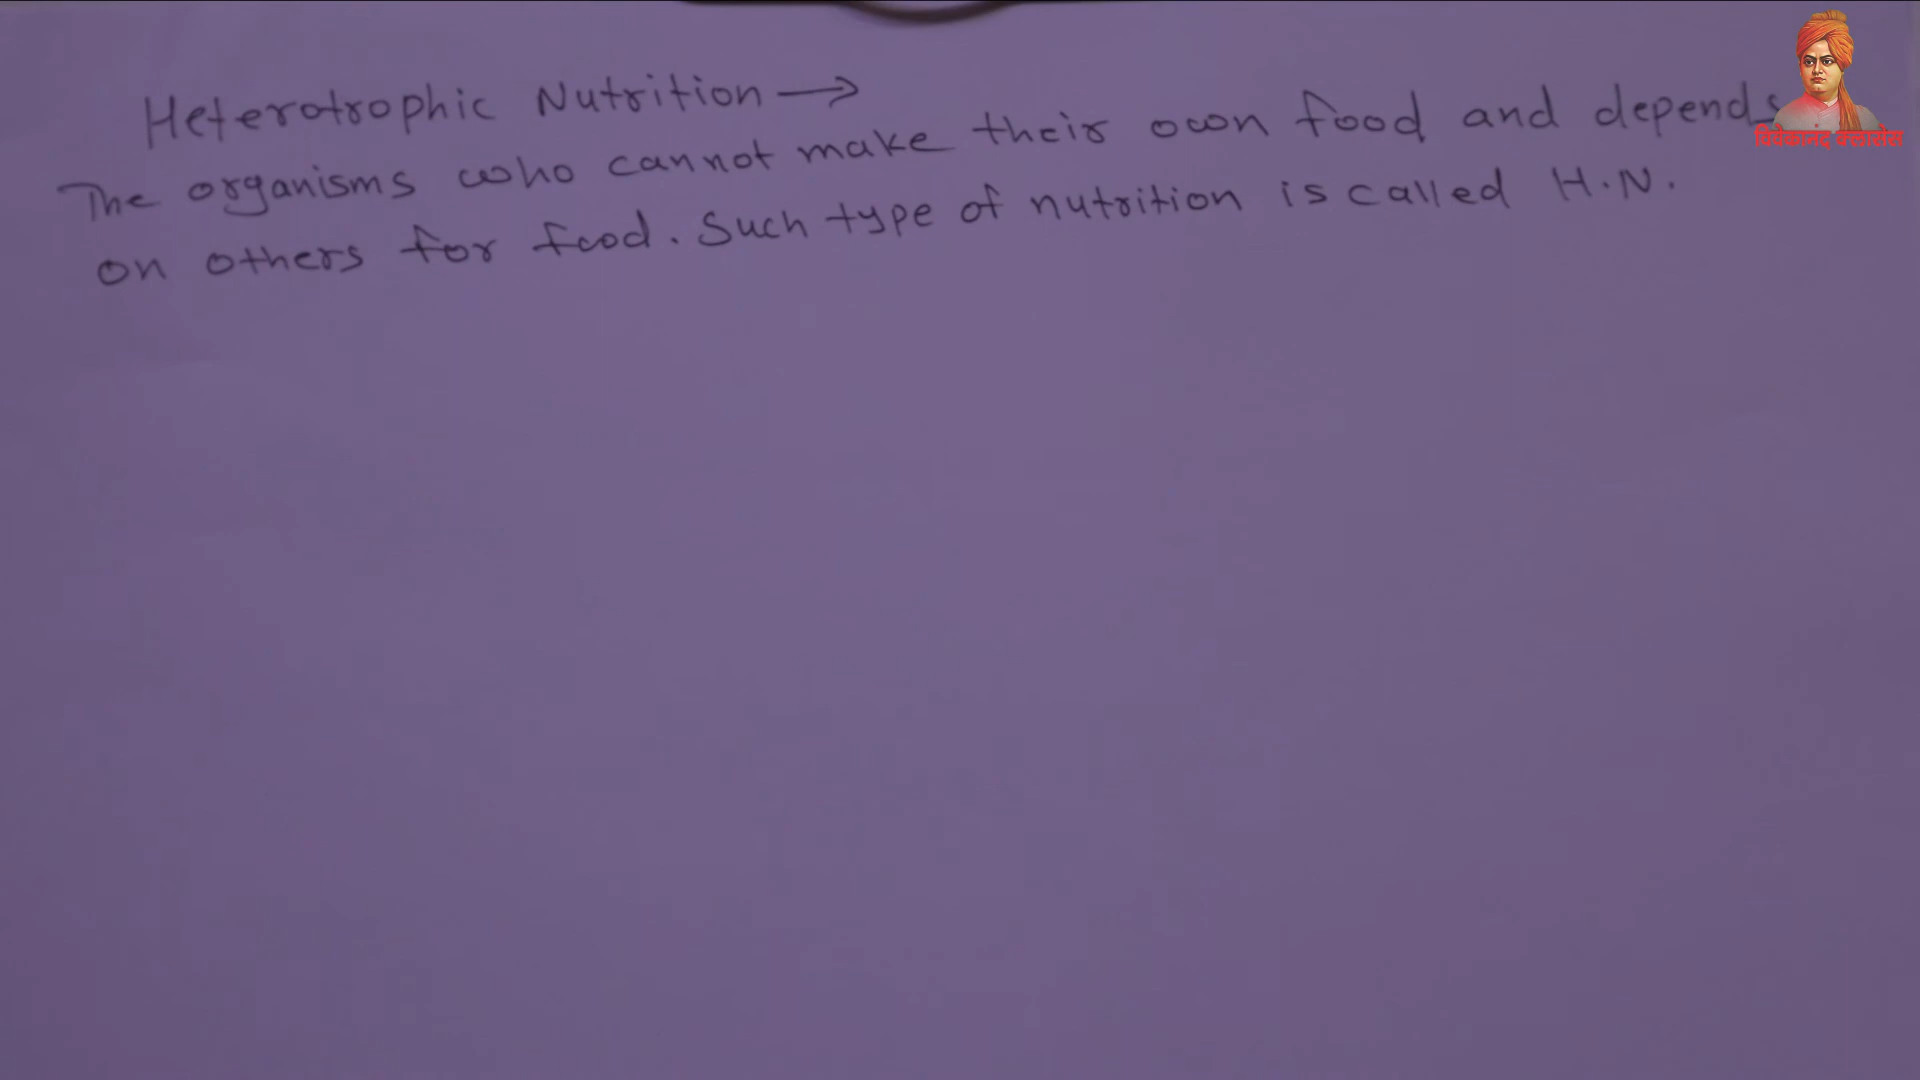 Heterotrophic Nutrition →
The organisms who cannot make their own food and depends
on others for food. Such type of nutrition is called H.N.
विवेकानंद क्लासेस